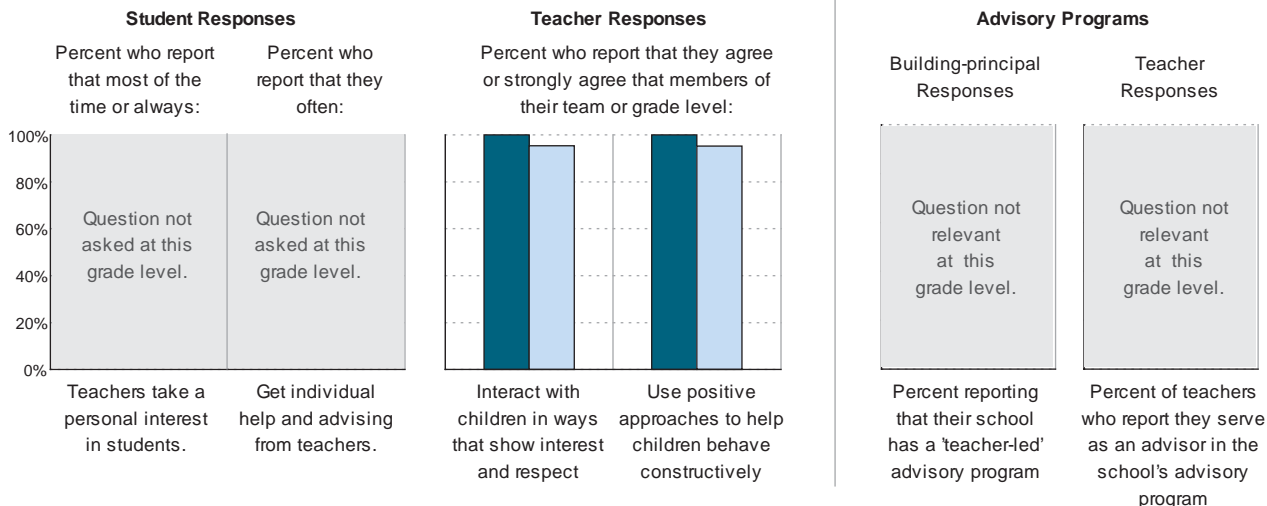 Student Responses
Percent who report
that most of the
time or always:
Percent who
report that they
often:
100%
80%
60%
40%
20%
0%
Question not
asked at this
grade level.
Question not
asked at this
grade level.
Teachers take a
personal interest
in students.
Get individual
help and advising
from teachers.
Teacher Responses
Percent who report that they agree
or strongly agree that members of
their team or grade level:
Interact with
children in ways
that show interest
and respect
Use positive
approaches to help
children behave
constructively
Advisory Programs
Building-principal
Responses
Question not
relevant
at this
grade level.
Percent reporting
that their school
has a 'teacher-led’
advisory program
Teacher
Responses
Question not
relevant
at this
grade level.
Percent of teachers
who report they serve
as an advisor in the
school’s advisory
program